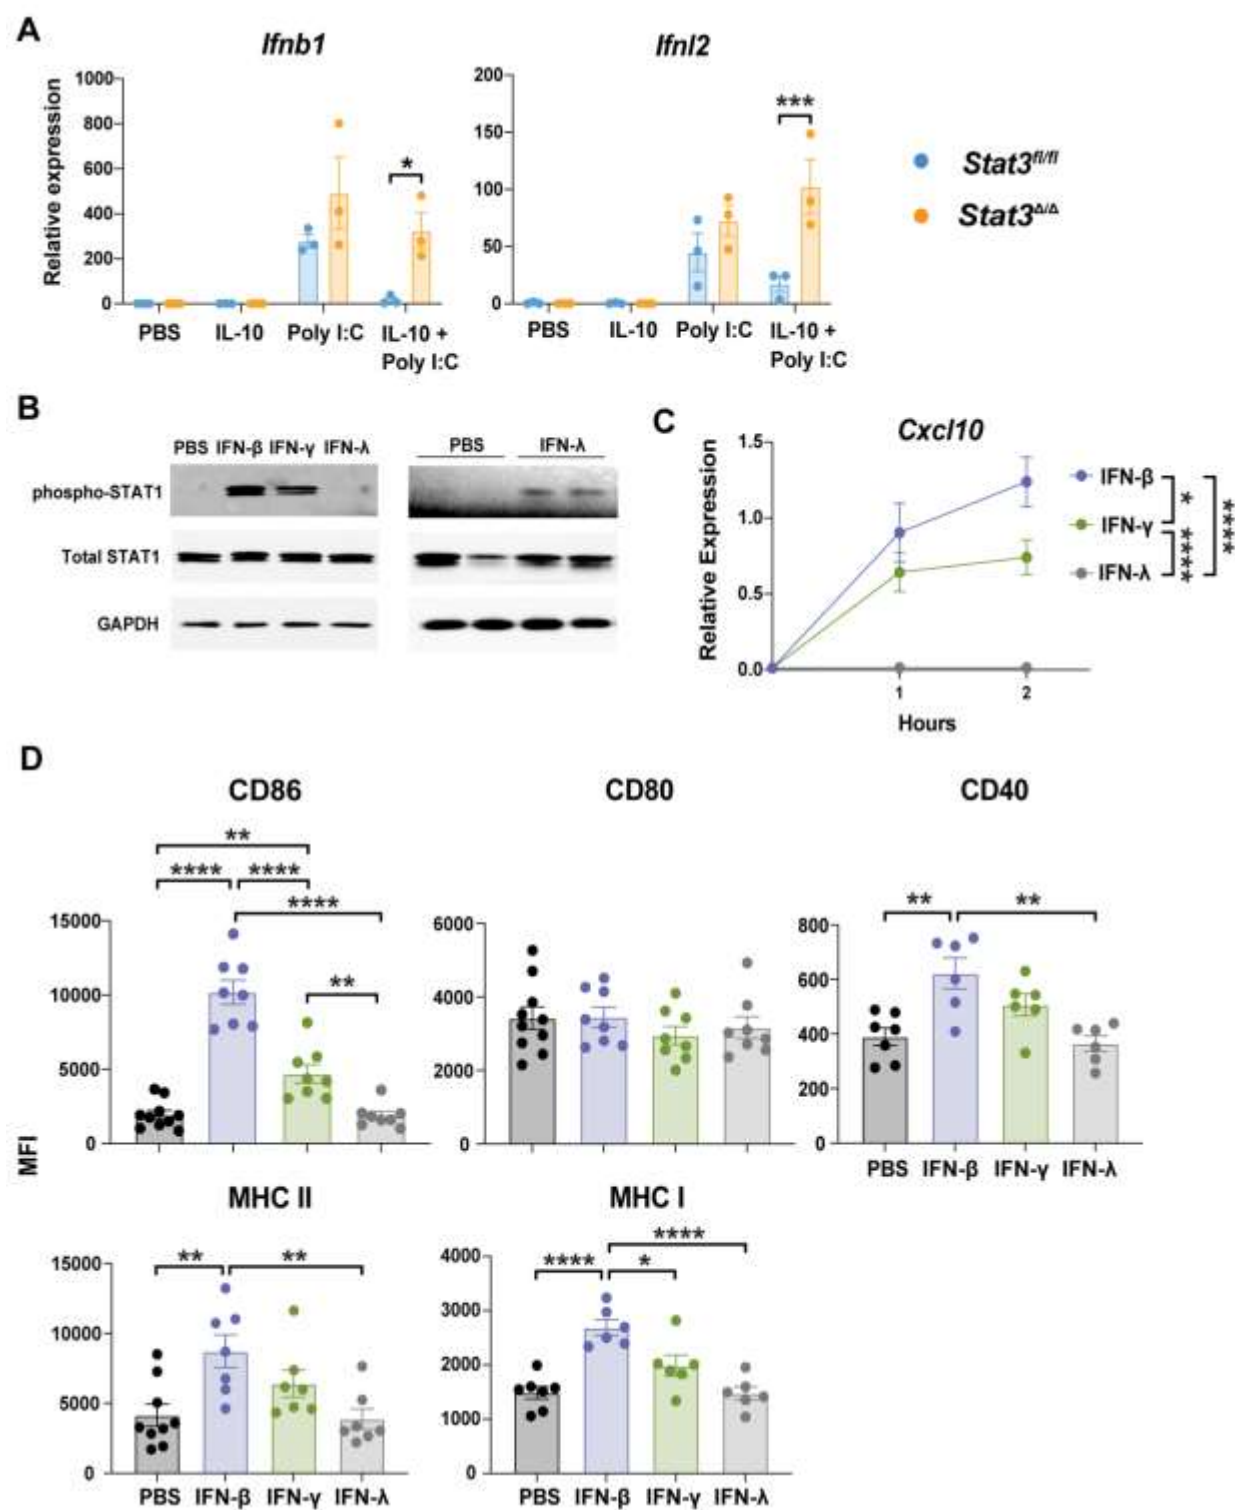 A
Ifnb1
Ifnl2
Relative expression
1000
800
600
400
200
0
*
PBS
IL-10
Poly I:C
IL-10 +
Poly I:C
200
150
100
50
0
***
PBS
IL-10
Poly I:C
IL-10 +
Poly I:C
Stat3fl/fl
Stat3Δ/Δ
B
PBS IFN-β IFN-γ IFN-λ
PBS IFN-λ
phospho-STAT1
Total STAT1
GAPDH
C
Cxcl10
Relative Expression
1.5
1.0
0.5
0.0
1 2
Hours
IFN-β
IFN-γ
IFN-λ
*
****
****
D
MFI
CD86
**
**** ****
****
**
15000
10000
5000
0
CD80
6000
4000
2000
0
CD40
** **
800
600
400
200
0
PBS IFN-β IFN-γ IFN-λ
MHC II
** **
15000
10000
5000
0
PBS IFN-β IFN-γ IFN-λ
MHC I
****
**** *
4000
3000
2000
1000
0
PBS IFN-β IFN-γ IFN-λ